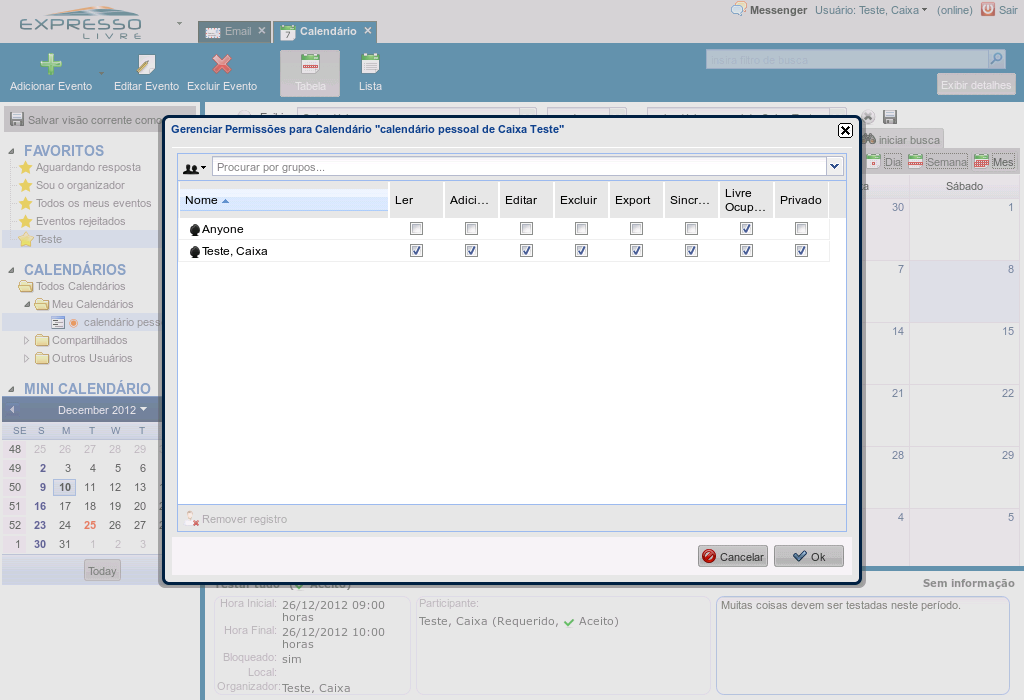 EXPRESSO
LIVRE
Email
7 Calendário
Messenger Usuário: Teste, Caixa (online) Sair
Adicionar Evento
Editar Evento
Excluir Evento
Tabela
Lista
Insira filtro de busca
Exibir detalhes
Salvar visão corrente como
FAVORITOS
Aguardando resposta
Sou o organizador
Todos os meus eventos
Eventos rejeitados
Teste
CALENDÁRIOS
Todos Calendários
Meu Calendários
calendário pess
Compartilhados
Outros Usuários
MINI CALENDÁRIO
December 2012
SE S M T W T
48 25 26 27 28 29
49 2 3 4 5 6
50 9 10 11 12 13
51 16 17 18 19 20
52 23 24 25 26 27
1 30 31 1 2 3
Today
Gerenciar Permissões para Calendário "calendário pessoal de Caixa Teste"
Procurar por grupos...
Nome Ler Adici... Editar Excluir Export Sincr... Livre Ocup... Privado
Anyone
Teste, Caixa
Remover registro
Cancelar
Ok
iniciar busca
Dia Semana Mes
Sábado
30 1
7 8
14 15
21 22
28 29
4 5
Testar tudo (Aceito)
Sem informação
Hora Inicial: 26/12/2012 09:00
horas
Hora Final: 26/12/2012 10:00
horas
Bloqueado: sim
Local:
Organizador: Teste, Caixa
Participante:
Teste, Caixa (Requerido, Aceito)
Muitas coisas devem ser testadas neste período.